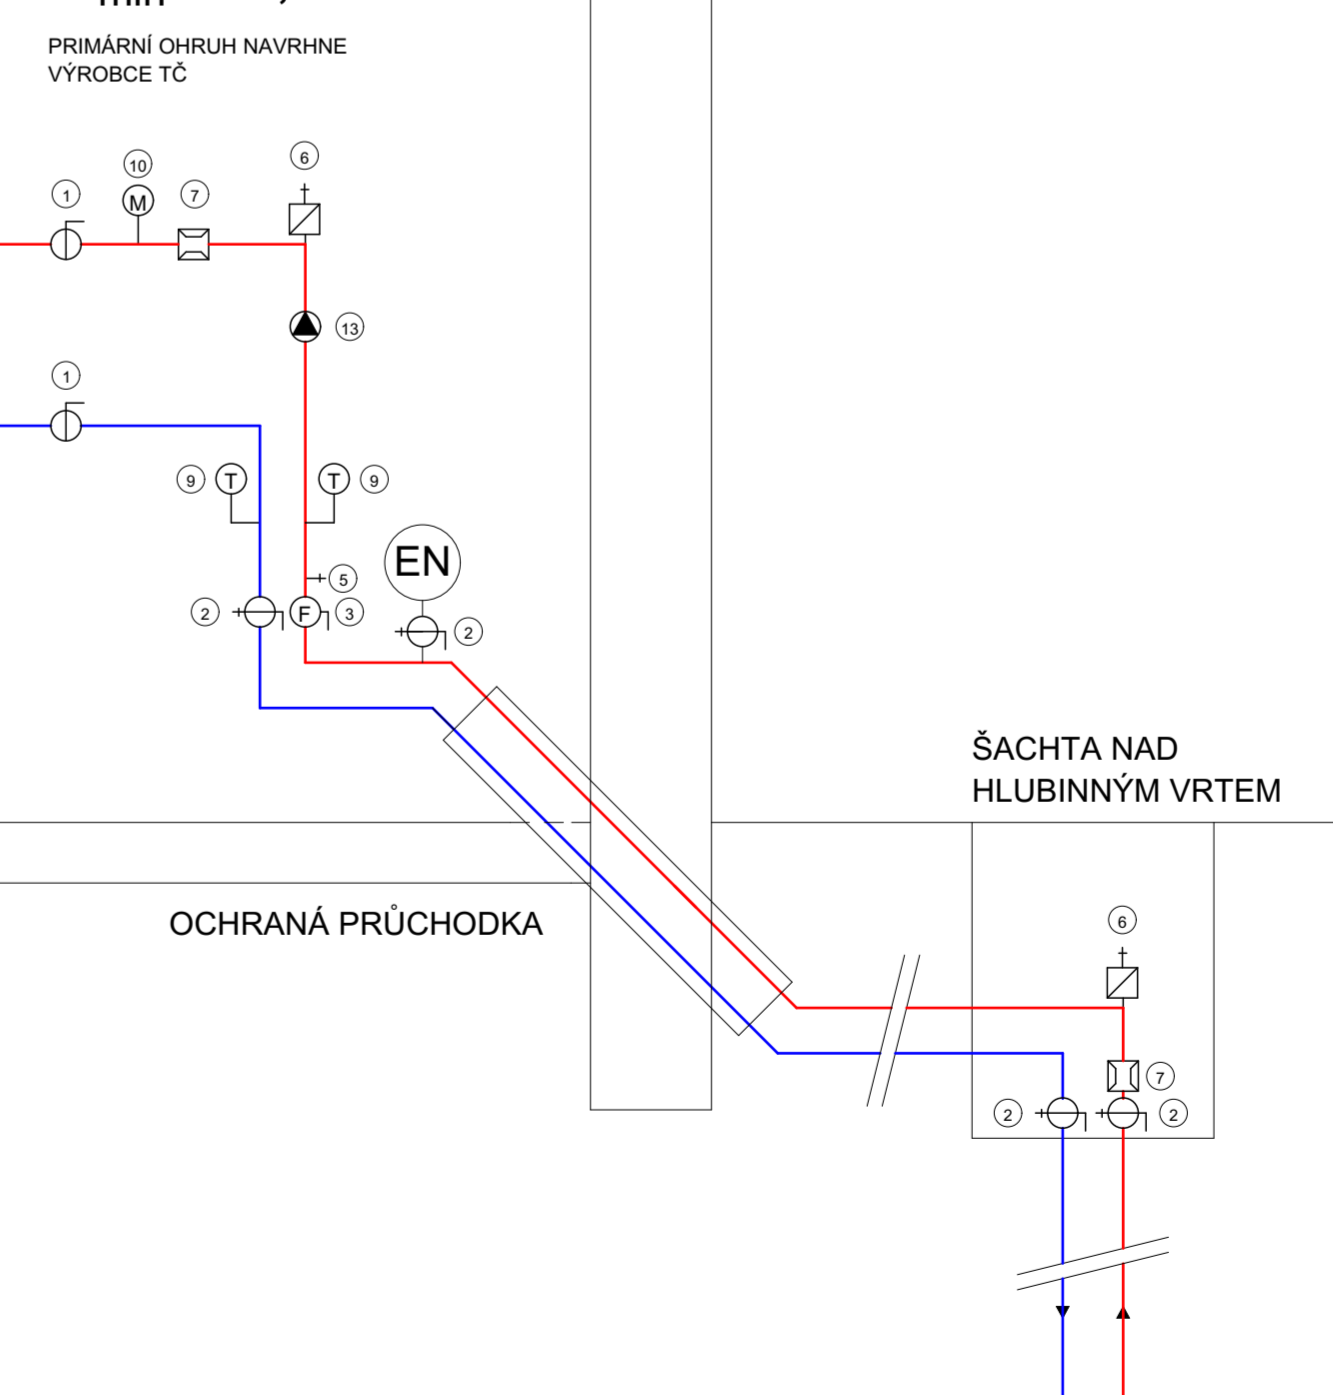 PRIMÁRNÍ OHRUH NAVRHNE
VÝROBCE TČ
6
10
1
7
M
13
1
9
T
T
9
EN
5
2
F
3
2
ŠACHTA NAD
HLUBINNÝM VRTEM
OCHRANÁ PRŮCHODKA
6
7
2
2